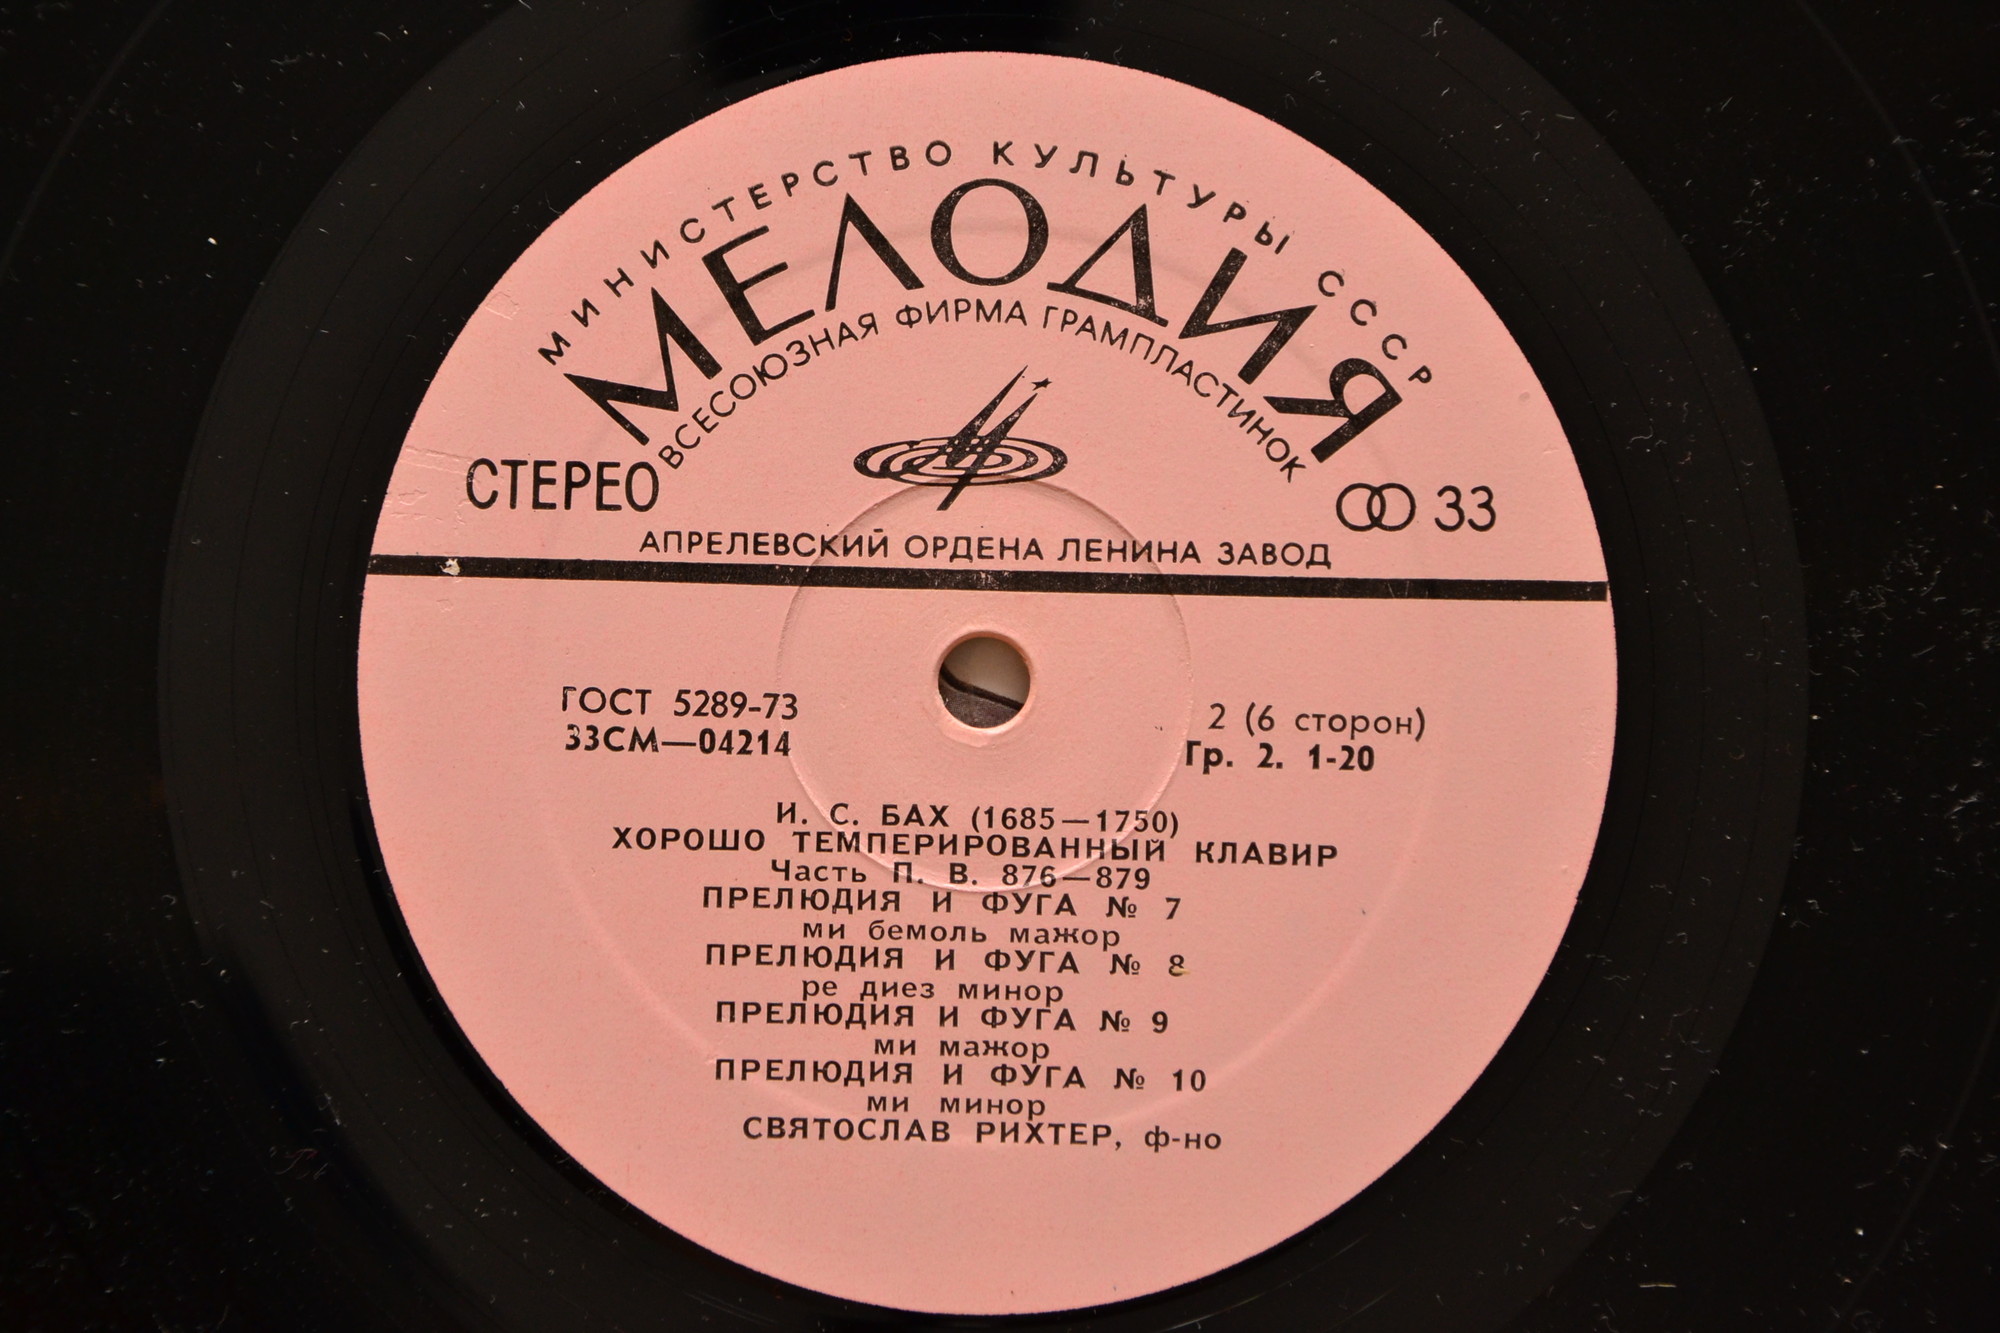 МИНИСТЕРСТВО КУЛЬТУРЫ СССР
МЕЛОДИЯ
ВСЕСОЮЗНАЯ ФИРМА ГРАМПЛАСТИНОК
СТЕРЕО
33
АПРЕЛЕВСКИЙ ОРДЕНА ЛЕНИНА ЗАВОД
ГОСТ 5289-73
33СМ—04214
2 (6 сторон)
Гр. 2. 1-20
И. С. БАХ (1685—1750)
ХОРОШО ТЕМПЕРИРОВАННЫЙ КЛАВИР
Часть П. В. 876—879
ПРЕЛЮДИЯ И ФУГА № 7
ми бемоль мажор
ПРЕЛЮДИЯ И ФУГА № 8
ре диез минор
ПРЕЛЮДИЯ И ФУГА № 9
ми мажор
ПРЕЛЮДИЯ И ФУГА № 10
ми минор
СВЯТОСЛАВ РИХТЕР, ф-но